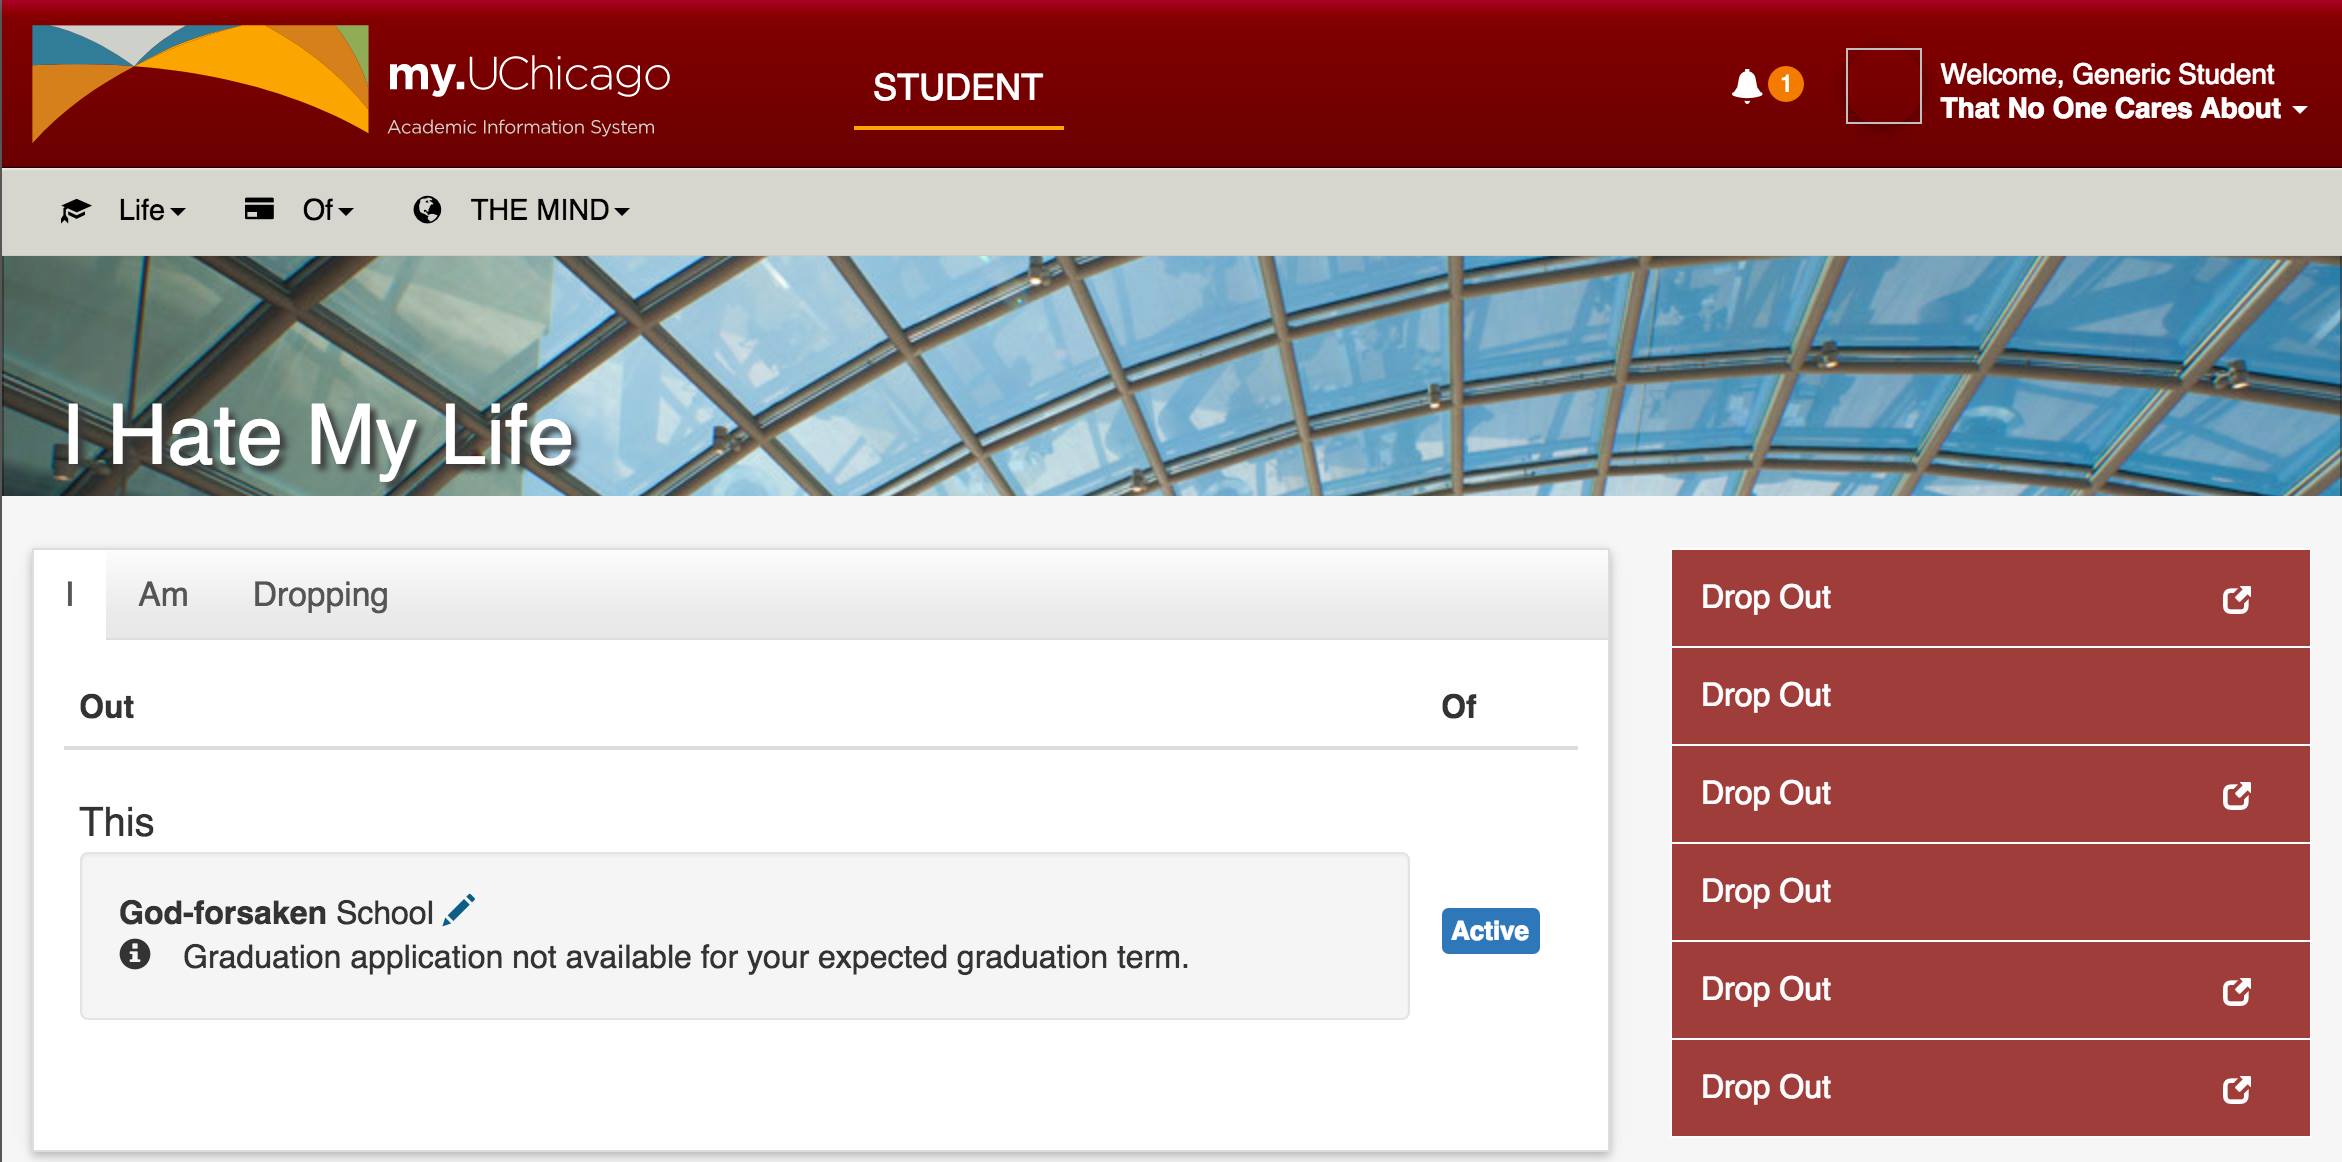 my.UChicago
Academic Information System
STUDENT
1
Welcome, Generic Student
That No One Cares About
Life
Of
THE MIND
I Hate My Life
I
Am
Dropping
Out
Of
This
God-forsaken School
Graduation application not available for your expected graduation term.
Active
Drop Out
Drop Out
Drop Out
Drop Out
Drop Out
Drop Out